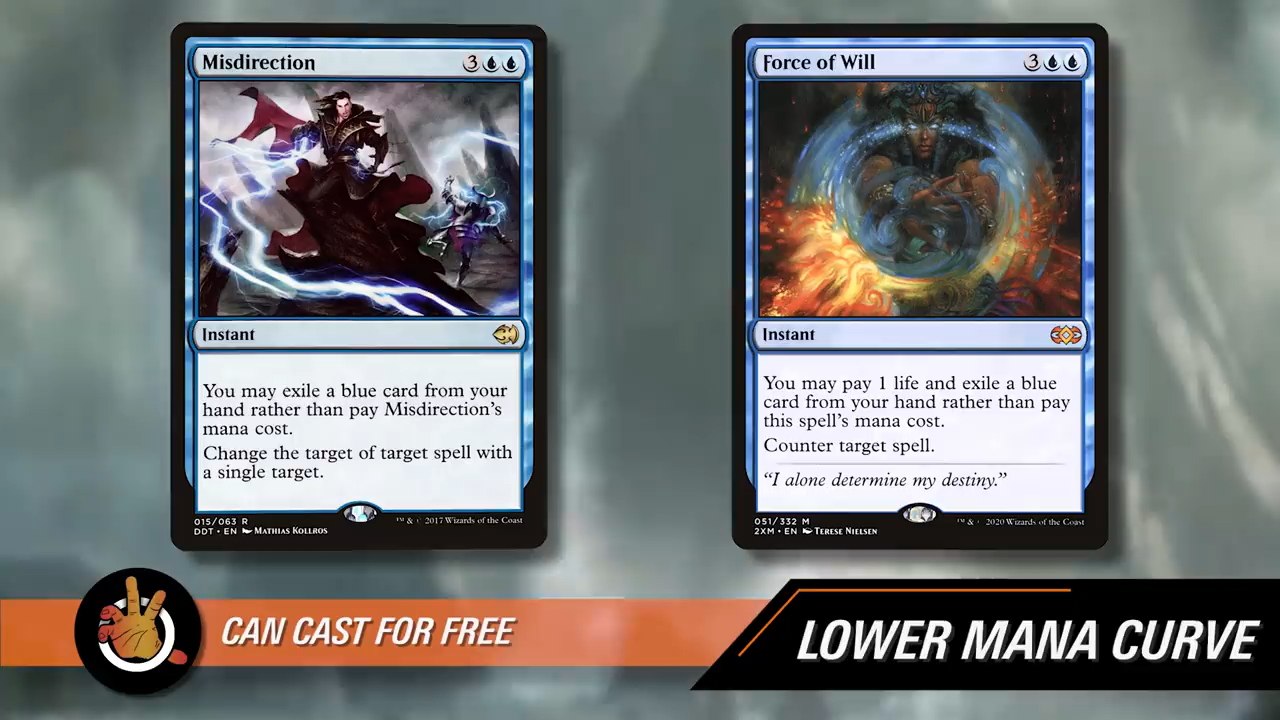 Misdirection 3
Instant
You may exile a blue card from your
hand rather than pay Misdirection's
mana cost.
Change the target of target spell with
a single target.
015/063 R
DDT • EN MATHIAS KOLLROS
™ & © 2017 Wizards of the Coast
Force of Will 3
Instant
You may pay 1 life and exile a blue
card from your hand rather than pay
this spell's mana cost.
Counter target spell.
“I alone determine my destiny.”
051/332 M
2XM • EN TERESE NIELSEN
™ & © 2020 Wizards of the Coast
CAN CAST FOR FREE
LOWER MANA CURVE